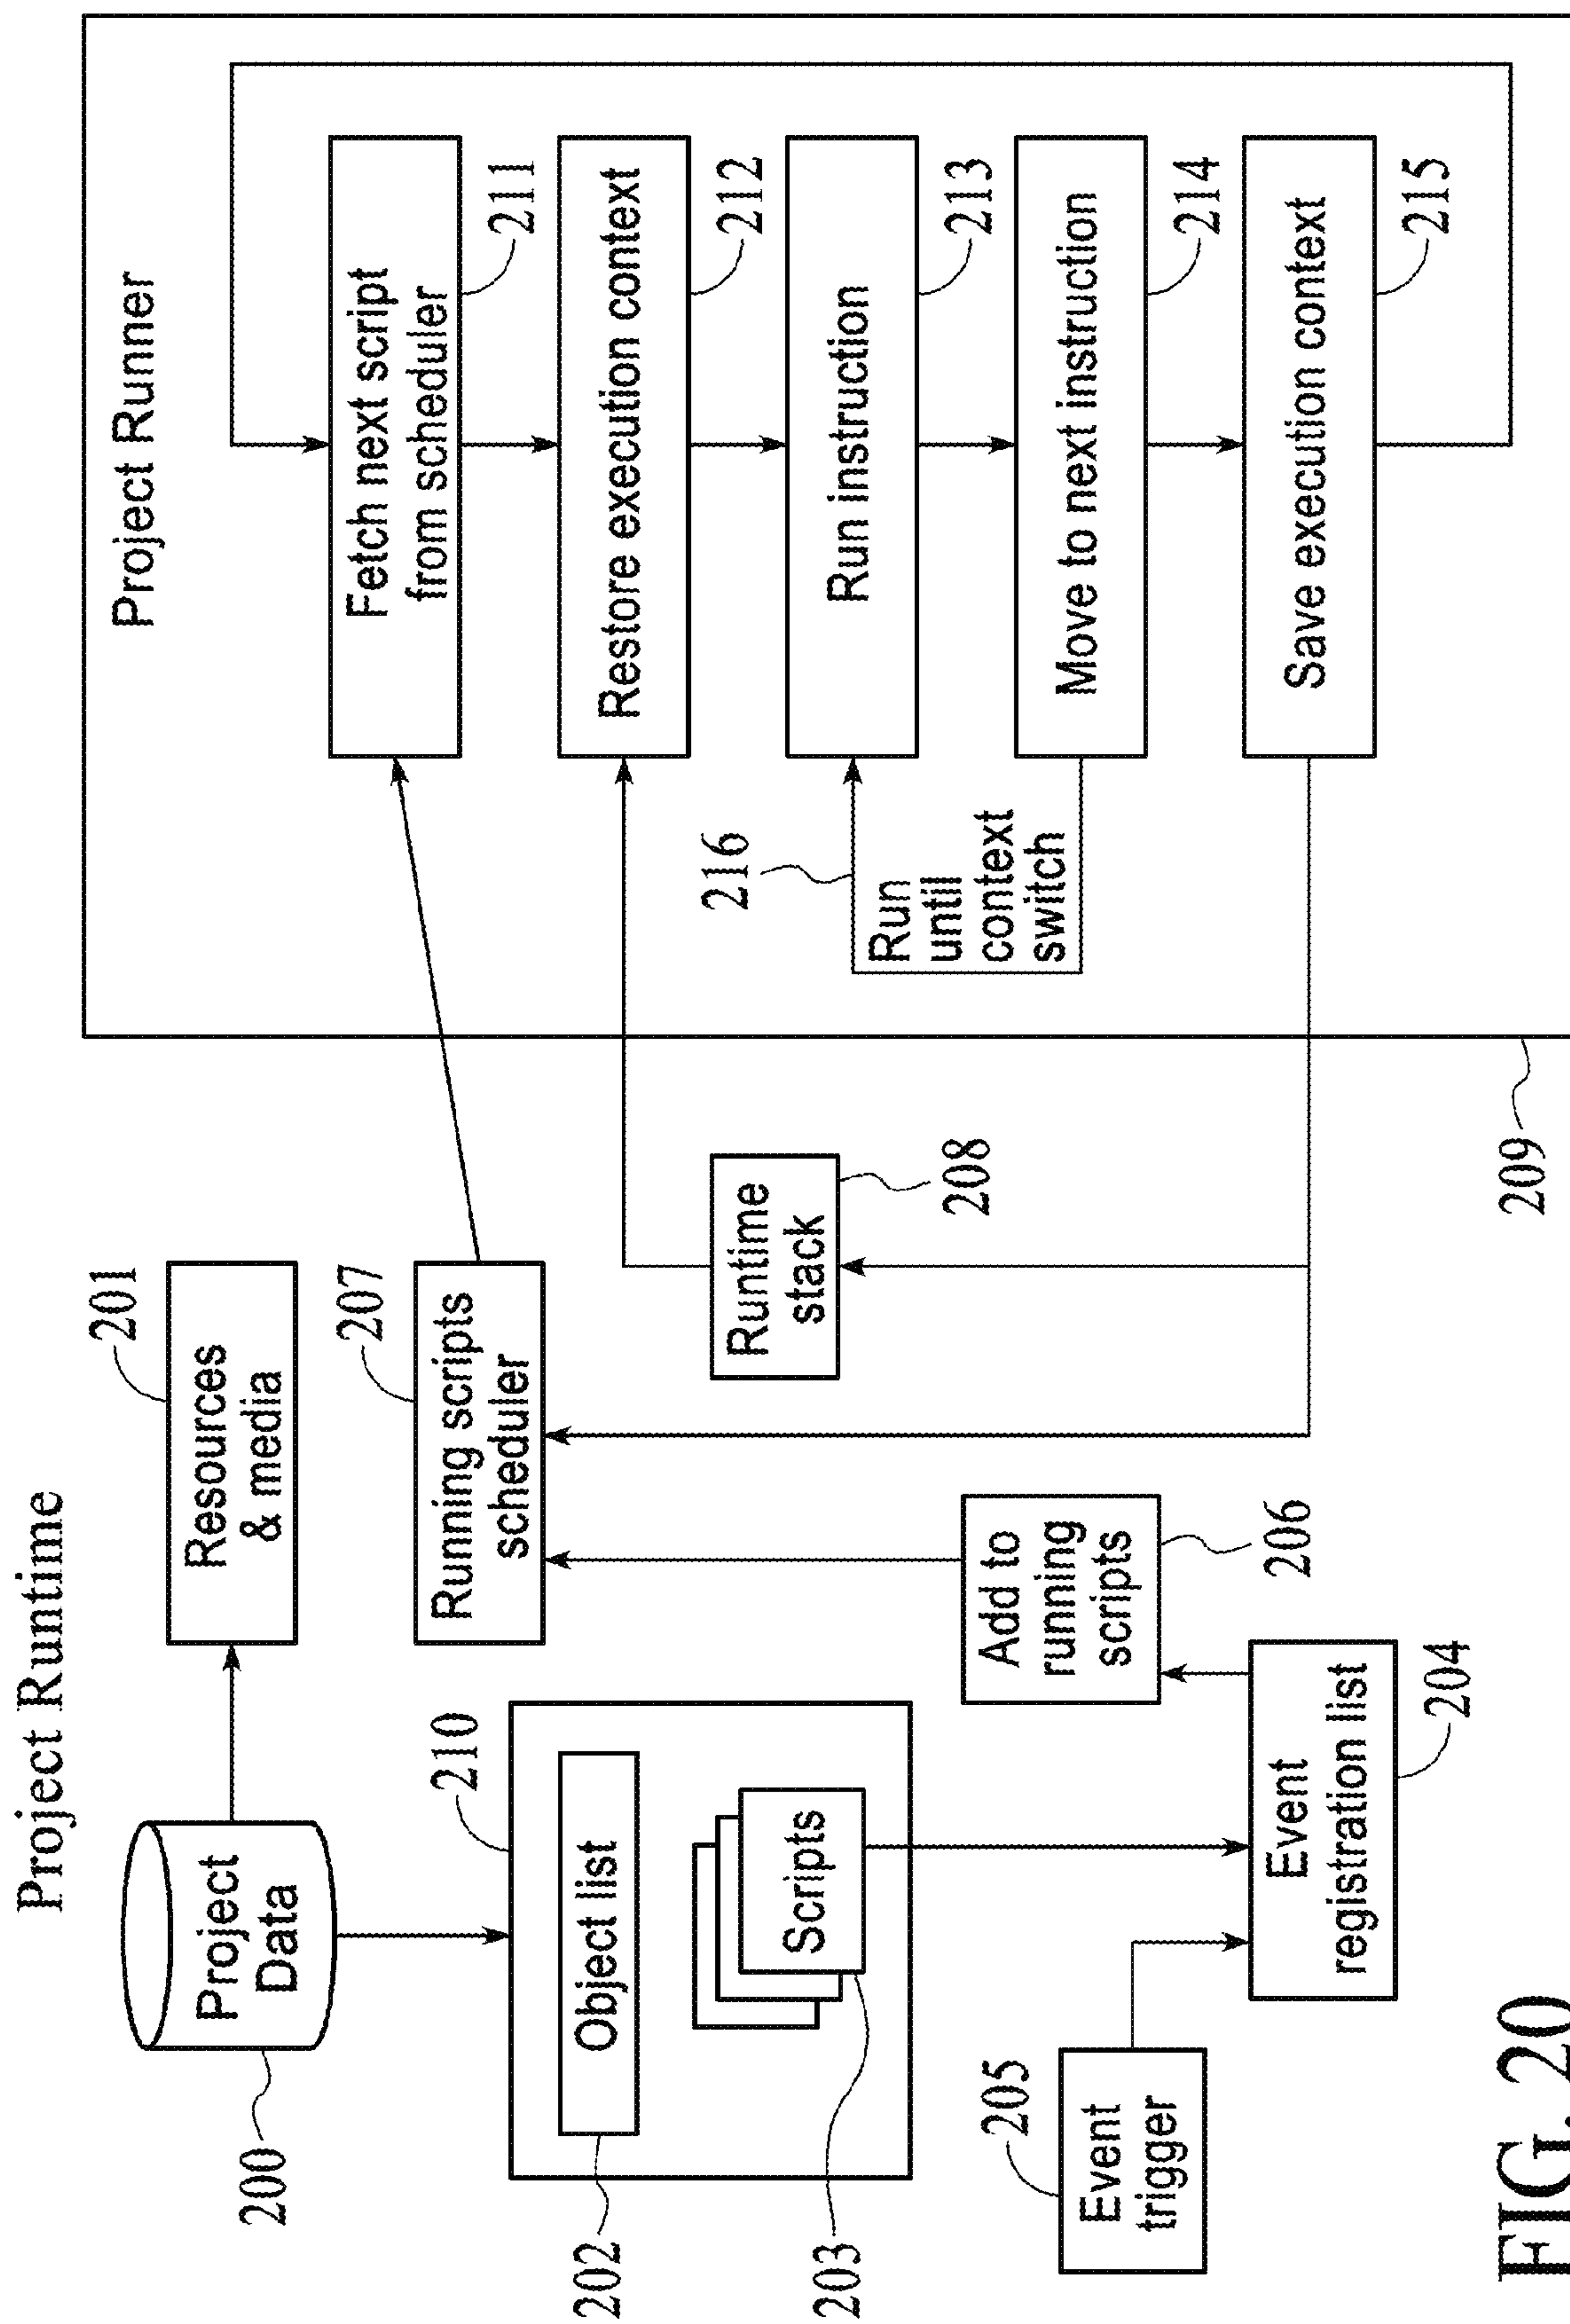 Project Runtime
Project
Data
200
Resources
& media
201
210
Object list
202
Scripts
203
Event
trigger
205
Event
registration list
204
Add to
running
scripts
206
Running scripts
scheduler
207
Runtime
stack
208
209
Project Runner
Fetch next script
from scheduler
211
Restore execution context
212
Run instruction
213
Move to next instruction
214
Save execution context
215
216
Run
until
context
switch
FIG. 20